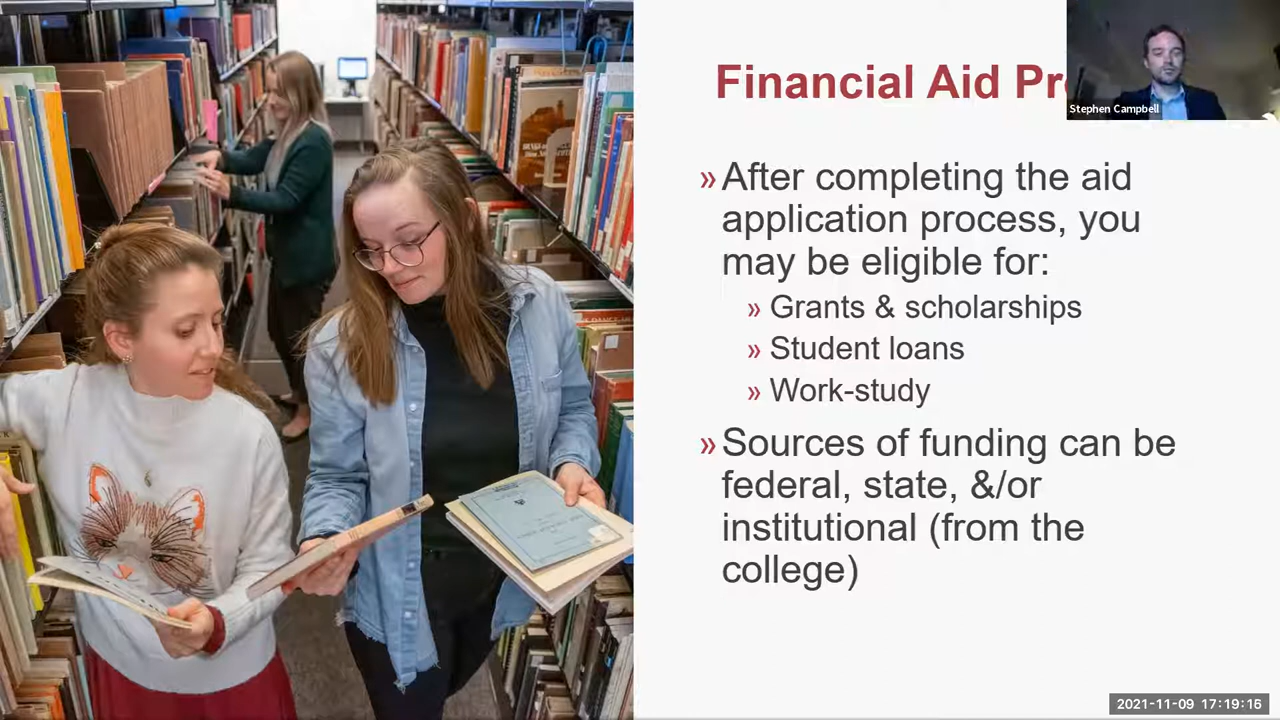 Financial Aid Pr
Stephen Campbell
» After completing the aid
application process, you
may be eligible for:
» Grants & scholarships
» Student loans
» Work-study
» Sources of funding can be
federal, state, &/or
institutional (from the
college)
2021-11-09 17:19:16